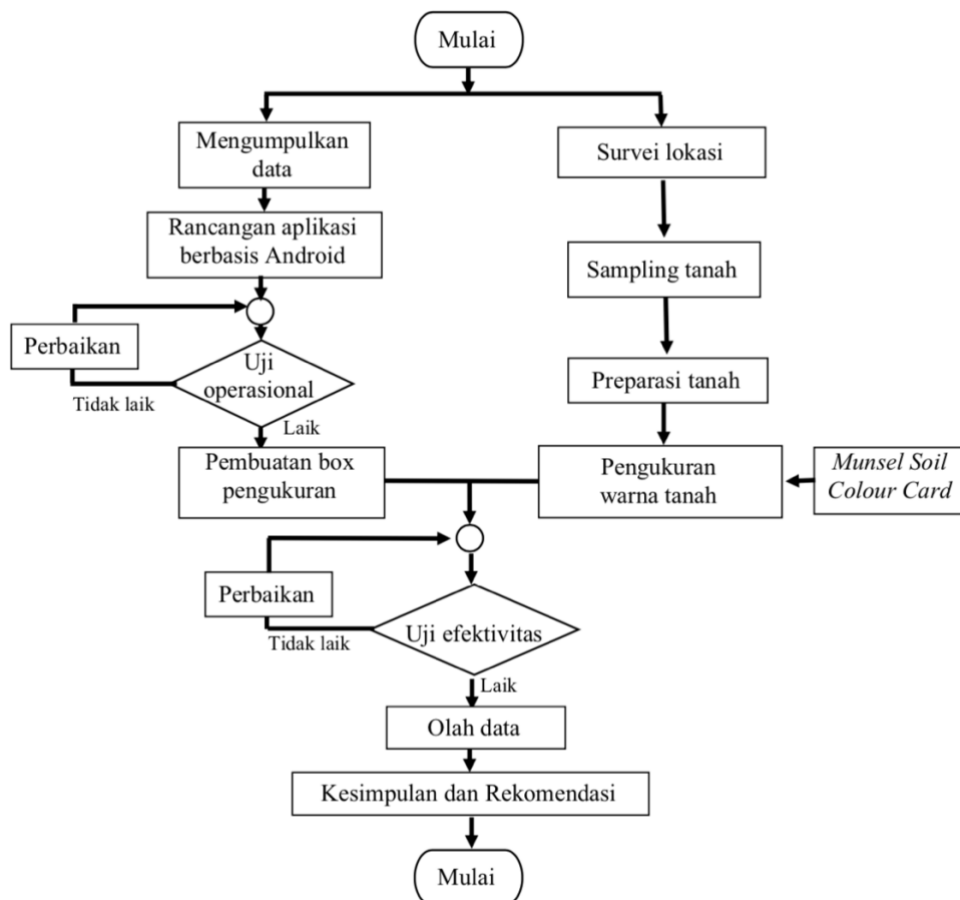 Mulai
Mengumpulkan
data
Survei lokasi
Rancangan aplikasi
berbasis Android
Sampling tanah
Perbaikan
Uji
operasional
Tidak laik
Laik
Preparasi tanah
Pembuatan box
pengukuran
Pengukuran
warna tanah
Munsel Soil
Colour Card
Perbaikan
Uji efektivitas
Tidak laik
Laik
Olah data
Kesimpulan dan Rekomendasi
Mulai